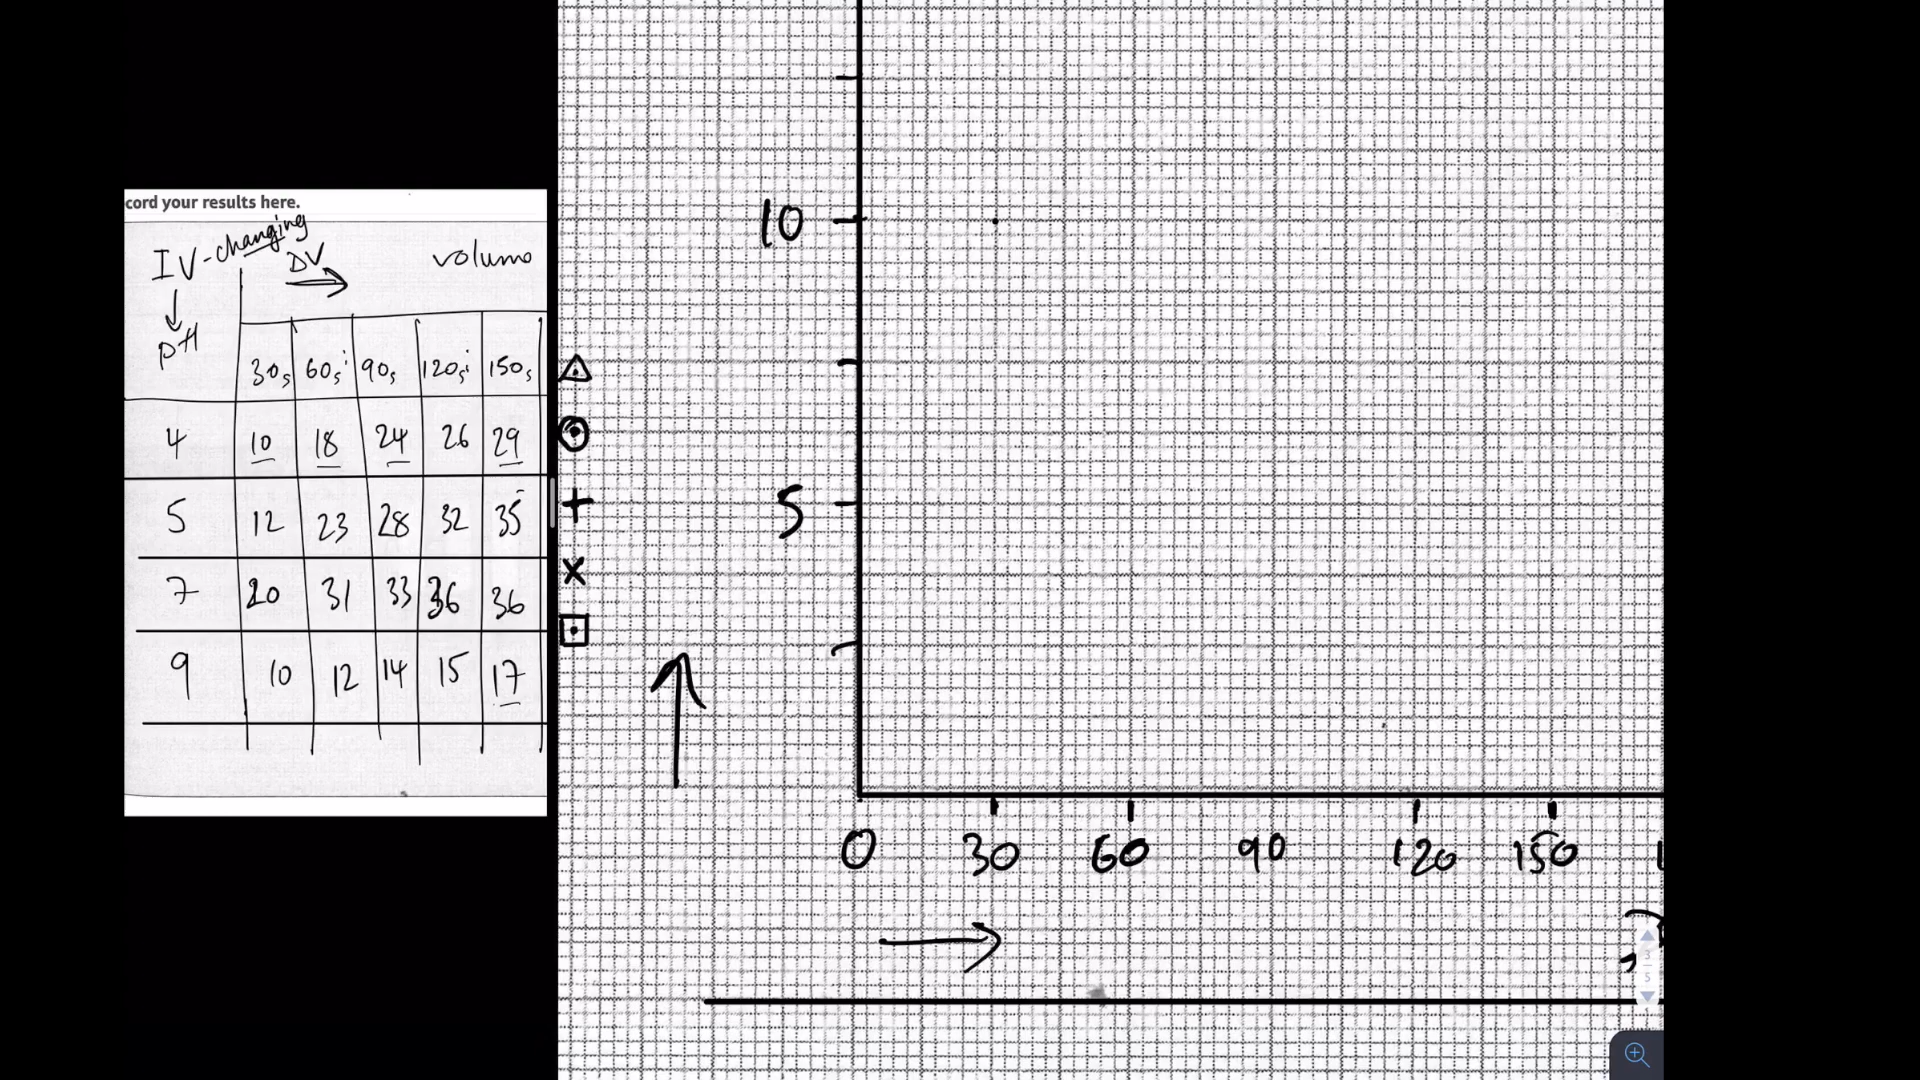 cord your results here.
IV - changing
DV
volume
pH
30s 60s 90s 120s 150s
4 10 18 24 26 29
5 12 23 28 32 35
7 20 31 33 36 36
9 10 12 14 15 17
10
5
0 30 60 90 120 150
3
5